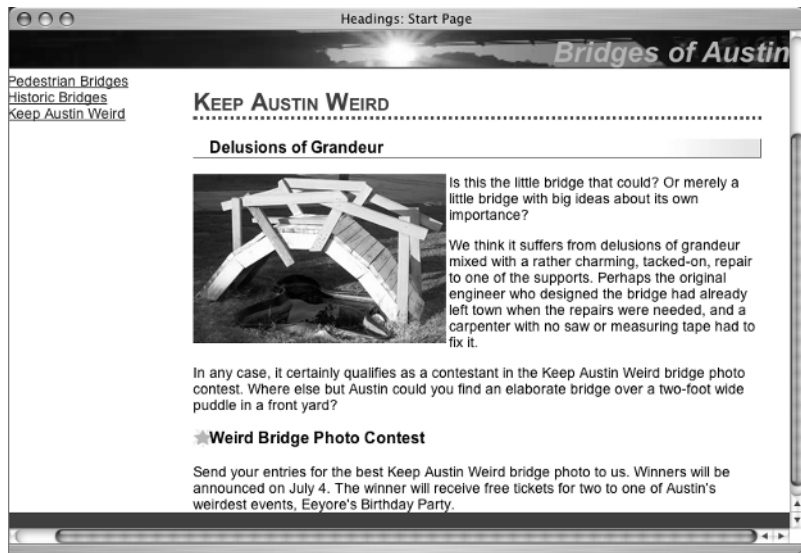 Headings: Start Page
Bridges of Austin
Pedestrian Bridges
Historic Bridges
Keep Austin Weird
KEEP AUSTIN WEIRD
Delusions of Grandeur
Is this the little bridge that could? Or merely a
little bridge with big ideas about its own
importance?
We think it suffers from delusions of grandeur
mixed with a rather charming, tacked-on, repair
to one of the supports. Perhaps the original
engineer who designed the bridge had already
left town when the repairs were needed, and a
carpenter with no saw or measuring tape had to
fix it.
In any case, it certainly qualifies as a contestant in the Keep Austin Weird bridge photo
contest. Where else but Austin could you find an elaborate bridge over a two-foot wide
puddle in a front yard?
Weird Bridge Photo Contest
Send your entries for the best Keep Austin Weird bridge photo to us. Winners will be
announced on July 4. The winner will receive free tickets for two to one of Austin's
weirdest events, Eeyore's Birthday Party.